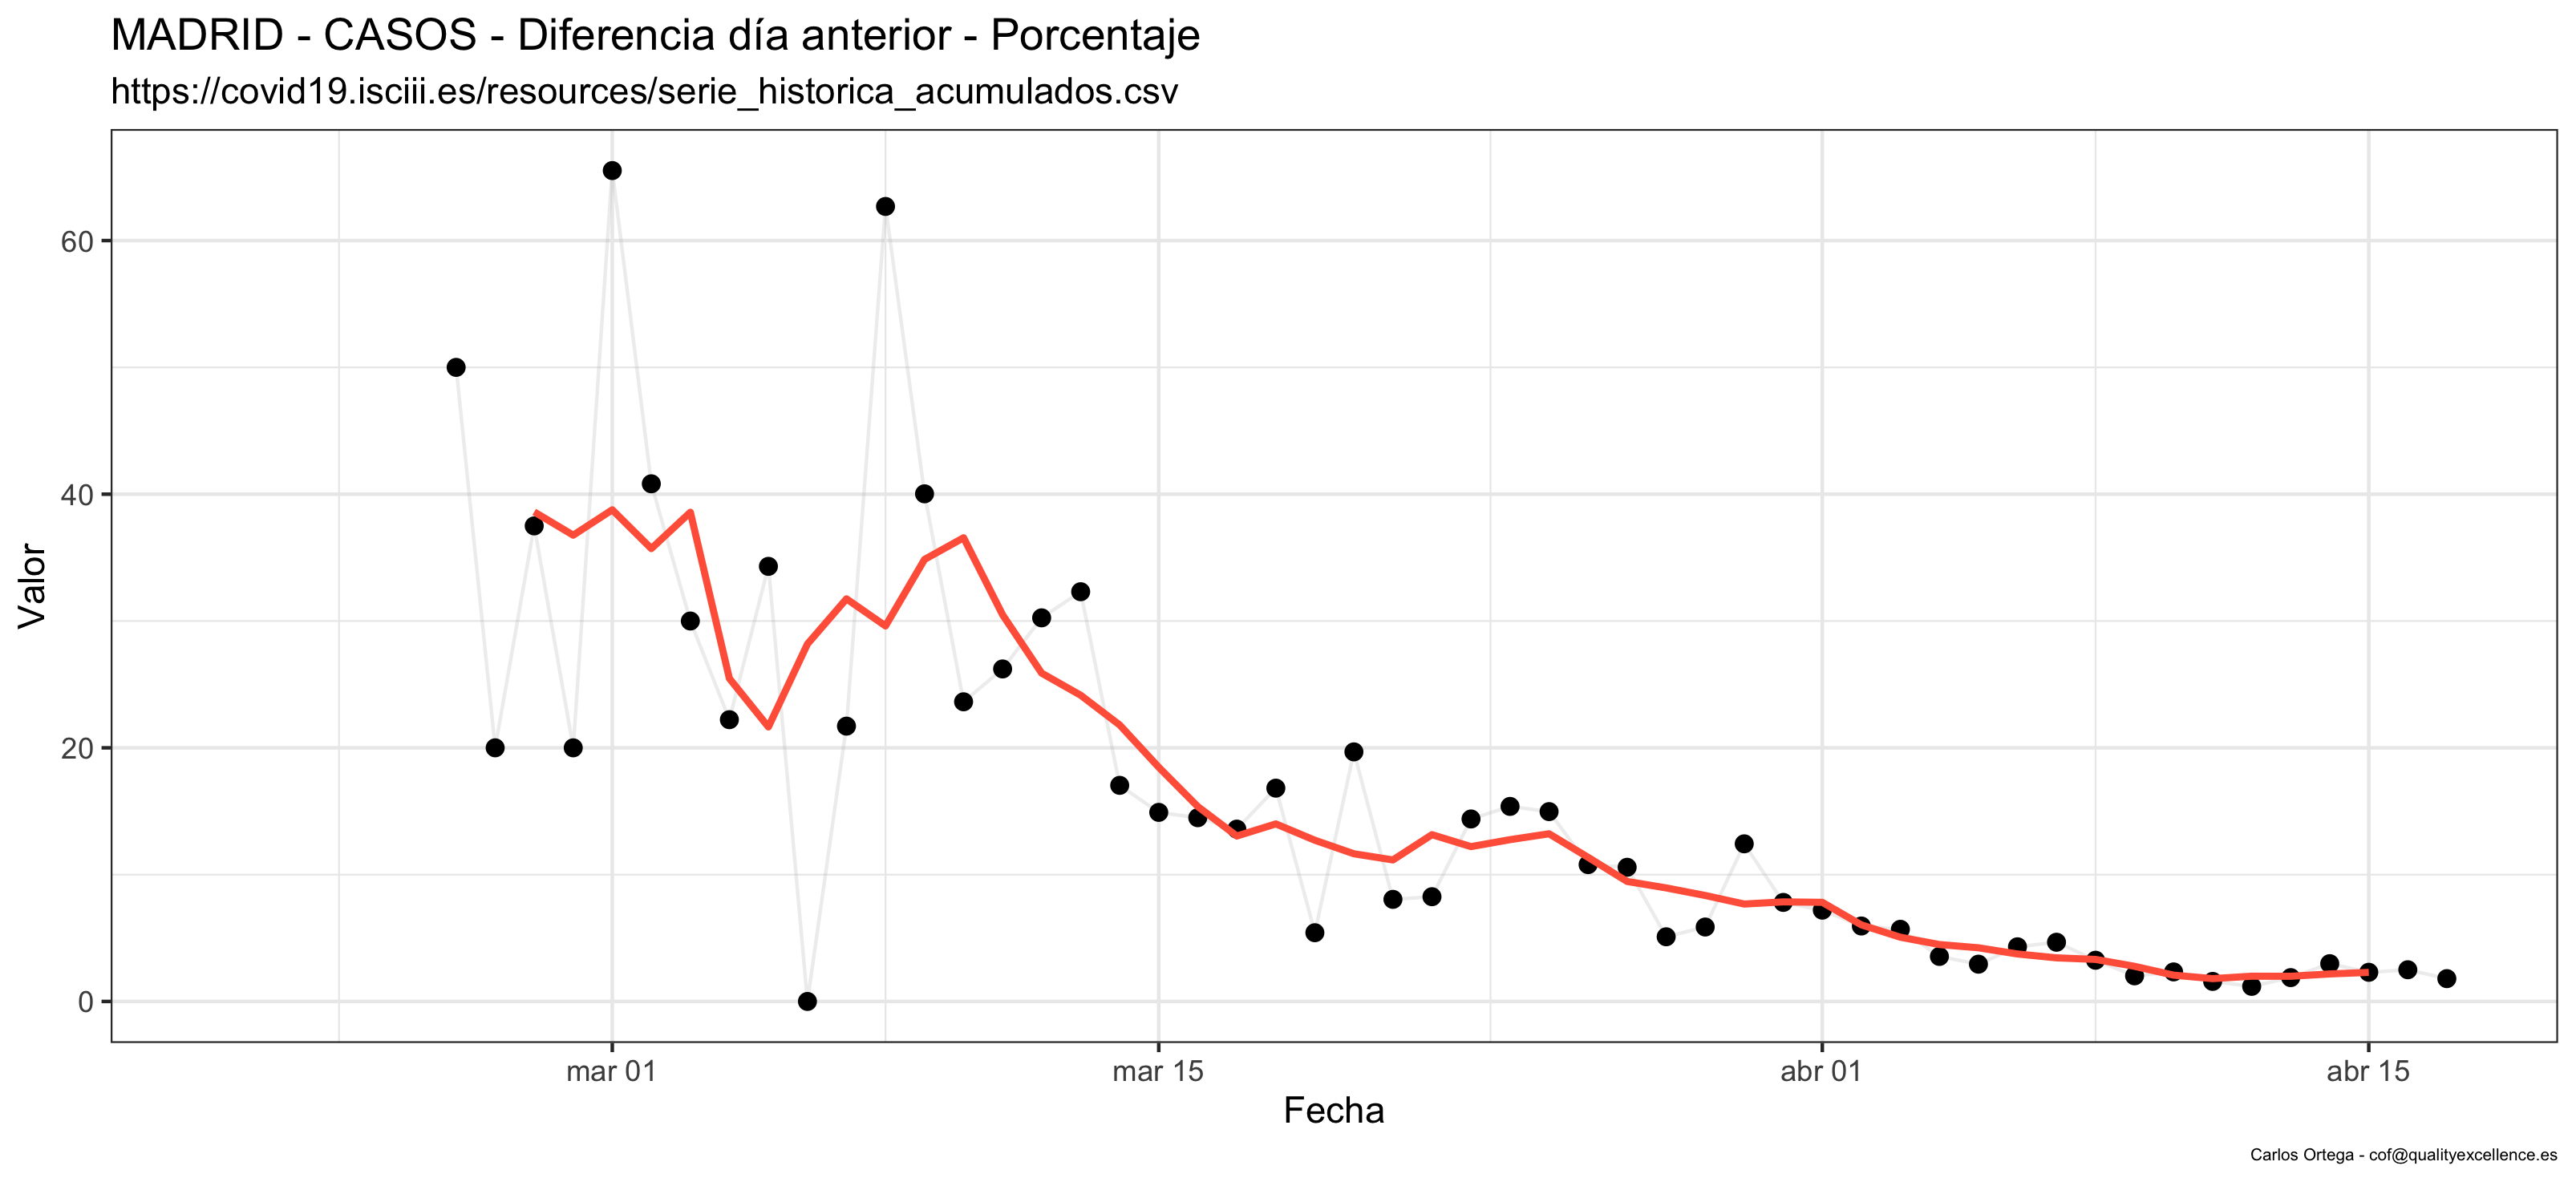 MADRID - CASOS - Diferencia día anterior - Porcentaje
https://covid19.isciii.es/resources/serie_historica_acumulados.csv
Valor
60
40
20
0
mar 01
mar 15
abr 01
abr 15
Fecha
Carlos Ortega - cof@qualityexcellence.es